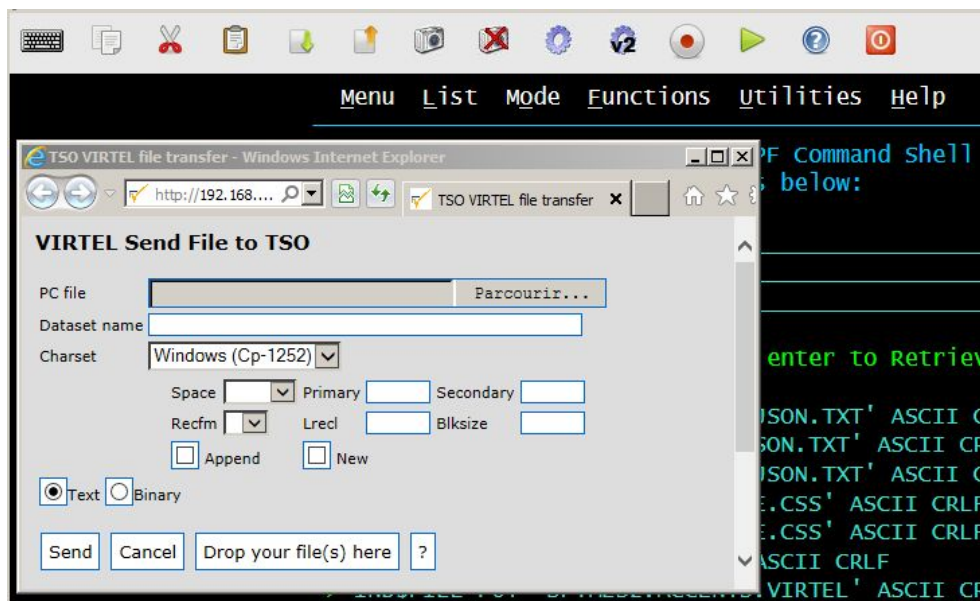 v2
Menu List Mode Functions Utilities Help
TSO VIRTEL file transfer - Windows Internet Explorer
PF Command Shell
http://192.168.... TSO VIRTEL file transfer
below:
VIRTEL Send File to TSO
PC file Parcourir...
Dataset name
Charset Windows (Cp-1252)
enter to Retriev
Space Primary Secondary
Recfm Lrecl Blksize
JSON.TXT' ASCII C
SON.TXT' ASCII CR
Append New
JSON.TXT' ASCII C
Text Binary
E.CSS' ASCII CRLF
E.CSS' ASCII CRLF
Send Cancel Drop your file(s) here ?
ASCII CRLF
VIRTEL' ASCII CR